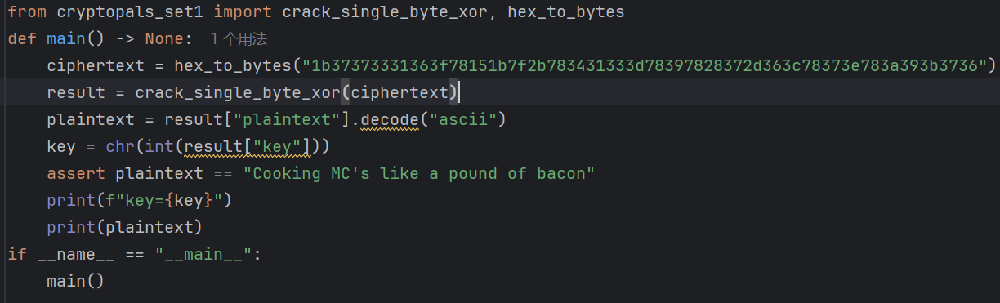 from cryptopals_set1 import crack_single_byte_xor, hex_to_bytes
def main() -> None: 1 个用法
    ciphertext = hex_to_bytes("1b37373331363f78151b7f2b783431333d78397828372d363c78373e783a393b3736")
    result = crack_single_byte_xor(ciphertext)
    plaintext = result["plaintext"].decode("ascii")
    key = chr(int(result["key"]))
    assert plaintext == "Cooking MC's like a pound of bacon"
    print(f"key={key}")
    print(plaintext)
if __name__ == "__main__":
    main()